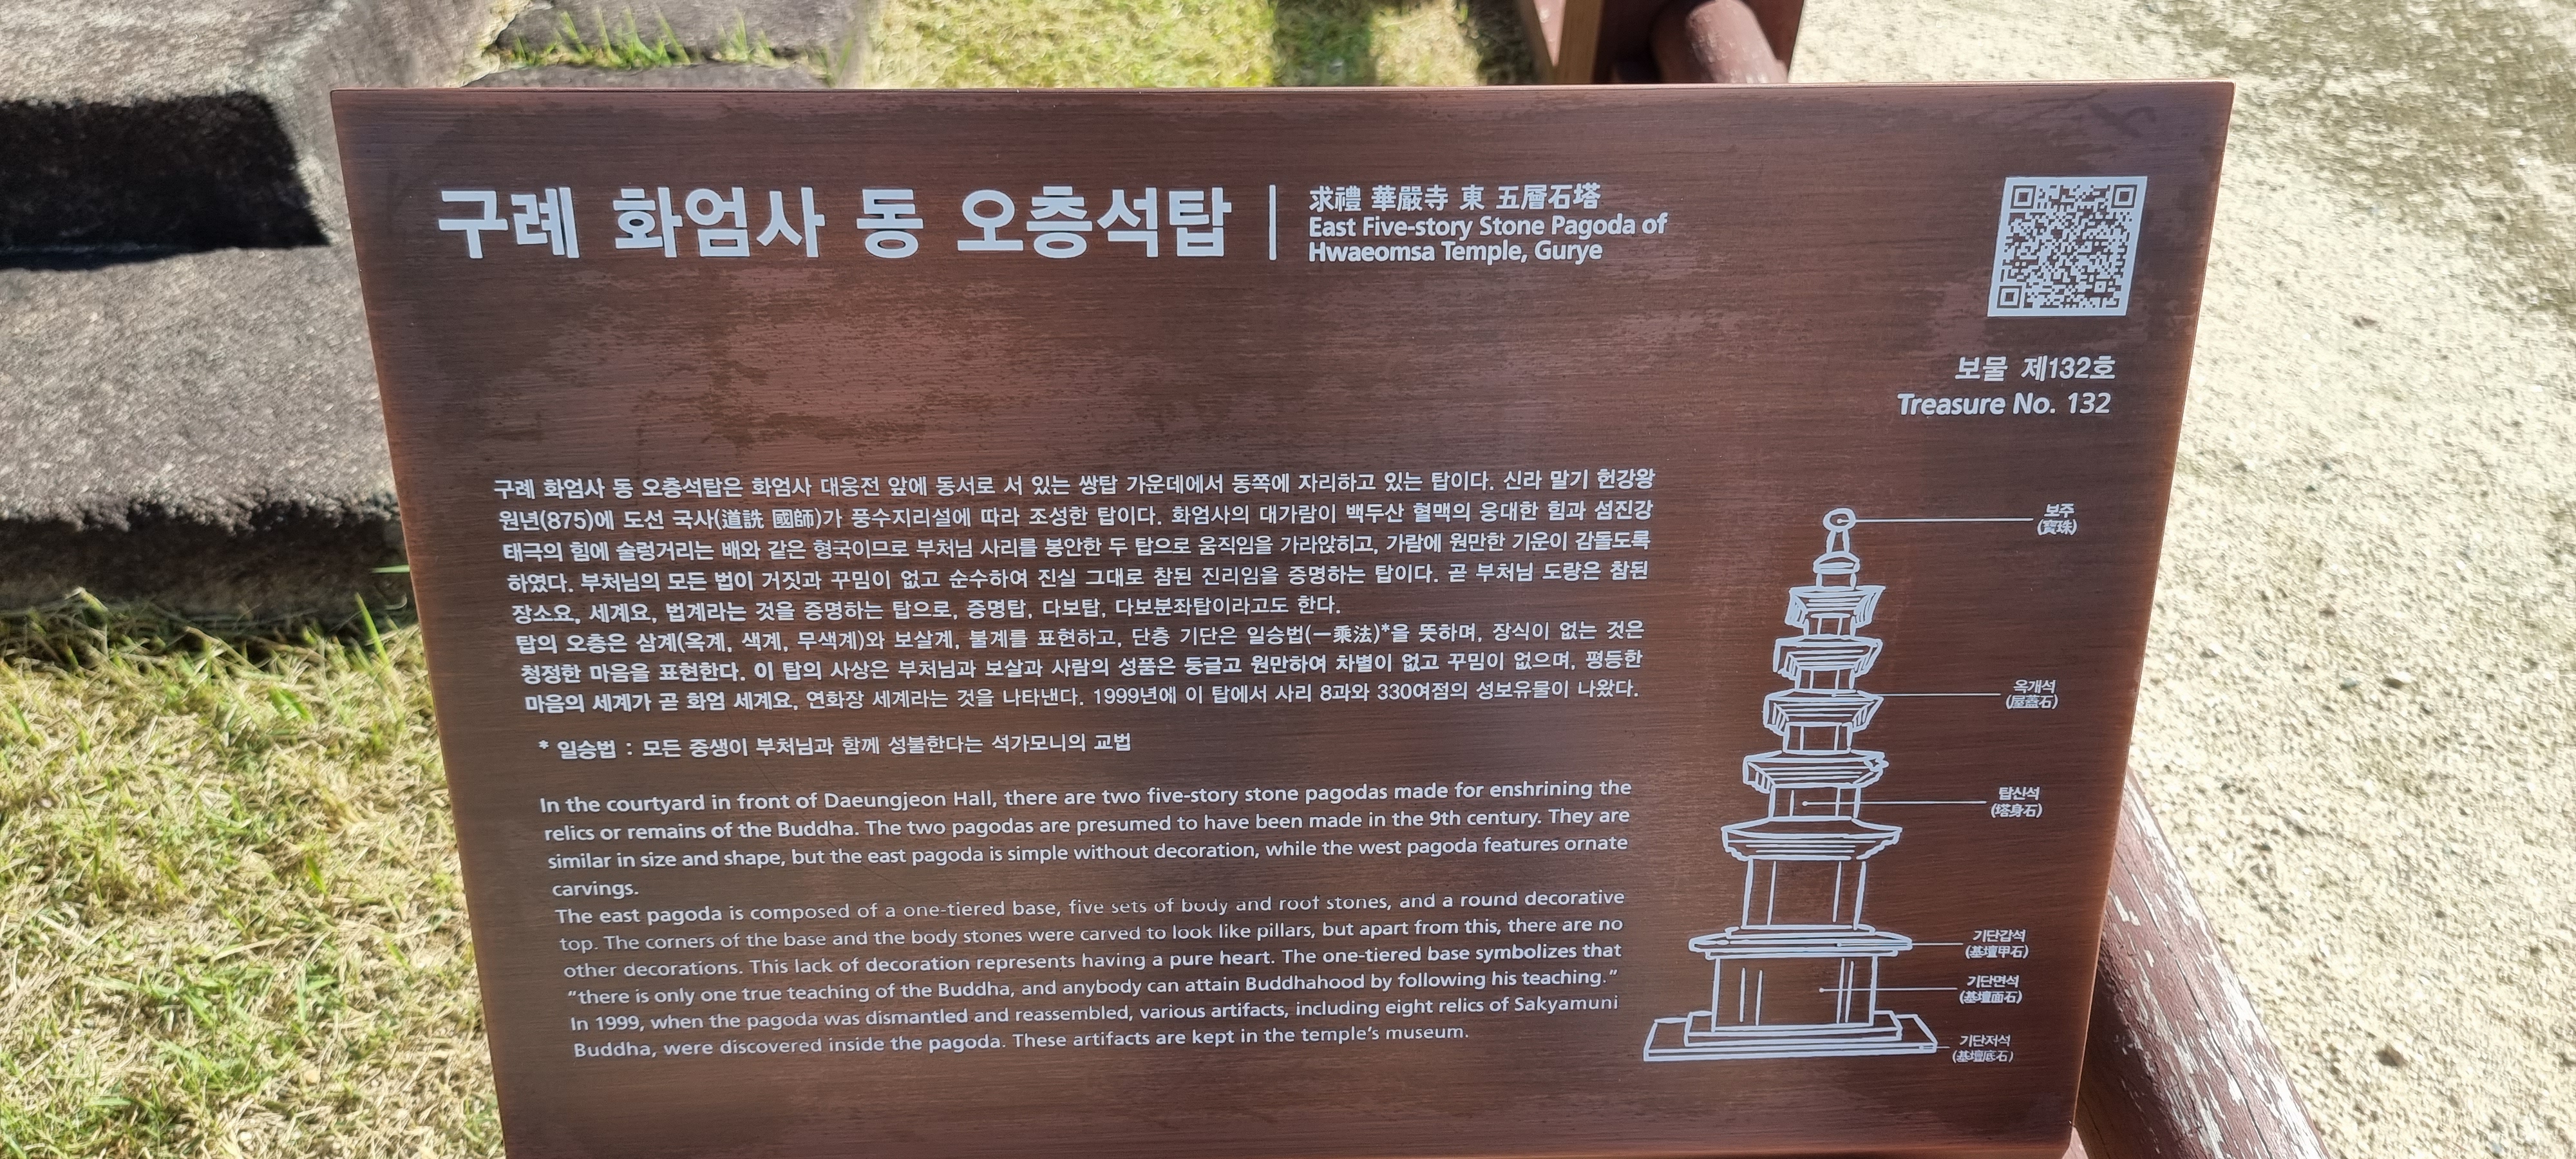 구례 화엄사 동 오층석탑
求禮 華嚴寺 東 五層石塔
East Five-story Stone Pagoda of
Hwaeomsa Temple, Gurye
보물 제132호
Treasure No. 132
구례 화엄사 동 오층석탑은 화엄사 대웅전 앞에 동서로 서 있는 쌍탑 가운데에서 동쪽에 자리하고 있는 탑이다. 신라 말기 헌강왕
원년(875)에 도선 국사(道詵 國師)가 풍수지리설에 따라 조성한 탑이다. 화엄사의 대가람이 백두산 혈맥의 웅대한 힘과 섬진강
태극의 힘에 술렁거리는 배와 같은 형국이므로 부처님 사리를 봉안한 두 탑으로 움직임을 가라앉히고, 가람에 원만한 기운이 감돌도록
하였다. 부처님의 모든 법이 거짓과 꾸밈이 없고 순수하여 진실 그대로 참된 진리임을 증명하는 탑이다. 곧 부처님 도량은 참된
장소요, 세계요, 법계라는 것을 증명하는 탑으로, 증명탑, 다보탑, 다보분좌탑이라고도 한다.
탑의 오층은 삼계(욕계, 색계, 무색계)와 보살계, 불계를 표현하고, 단층 기단은 일승법(一乘法)*을 뜻하며, 장식이 없는 것은
청정한 마음을 표현한다. 이 탑의 사상은 부처님과 보살과 사람의 성품은 둥글고 원만하여 차별이 없고 꾸밈이 없으며, 평등한
마음의 세계가 곧 화엄 세계요, 연화장 세계라는 것을 나타낸다. 1999년에 이 탑에서 사리 8과와 330여점의 성보유물이 나왔다.
* 일승법 : 모든 중생이 부처님과 함께 성불한다는 석가모니의 교법
In the courtyard in front of Daeungjeon Hall, there are two five-story stone pagodas made for enshrining the
relics or remains of the Buddha. The two pagodas are presumed to have been made in the 9th century. They are
similar in size and shape, but the east pagoda is simple without decoration, while the west pagoda features ornate
carvings.
The east pagoda is composed of a one-tiered base, five sets of body and roof stones, and a round decorative
top. The corners of the base and the body stones were carved to look like pillars, but apart from this, there are no
other decorations. This lack of decoration represents having a pure heart. The one-tiered base symbolizes that
“there is only one true teaching of the Buddha, and anybody can attain Buddhahood by following his teaching.”
In 1999, when the pagoda was dismantled and reassembled, various artifacts, including eight relics of Sakyamuni
Buddha, were discovered inside the pagoda. These artifacts are kept in the temple's museum.
보주
(寶珠)
옥개석
(屋蓋石)
탑신석
(塔身石)
기단갑석
(基壇甲石)
기단면석
(基壇面石)
기단저석
(基壇底石)